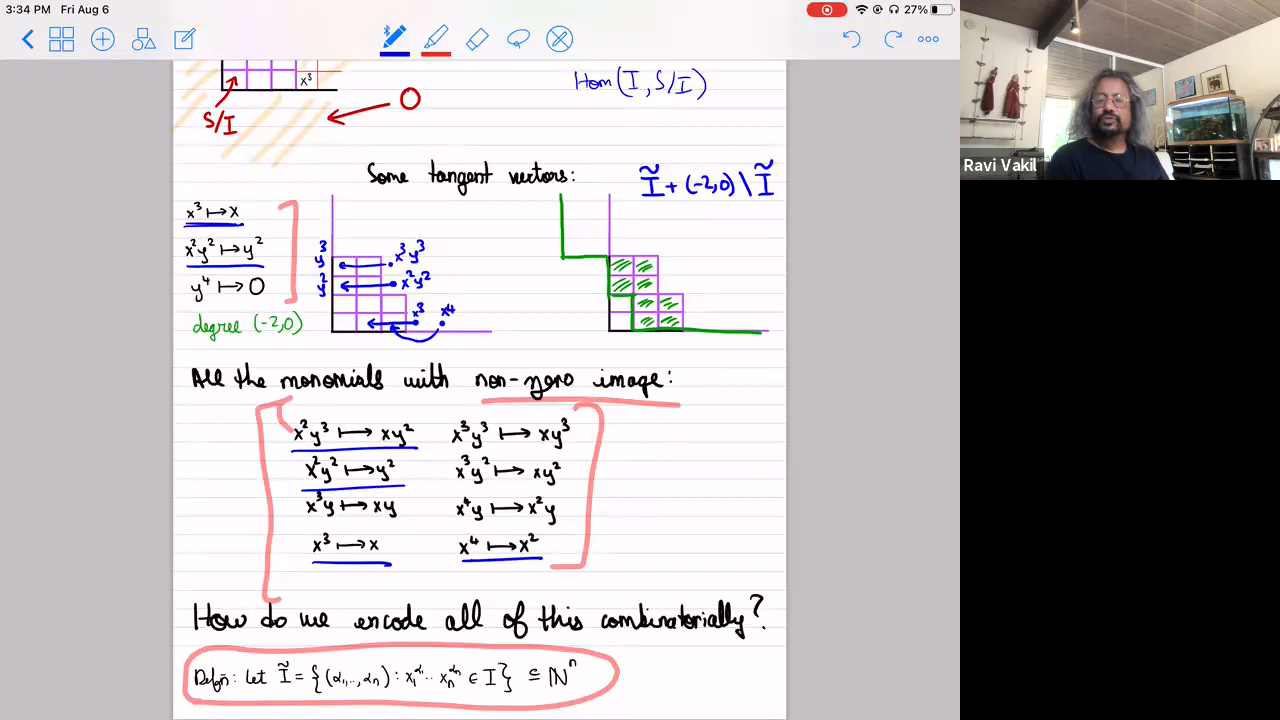 3:34 PM Fri Aug 6
27%
x³
Hom(I, S/I)
O
S/I
Some tangent vectors:
Ĩ + (-2,0) \ Ĩ
x³ ↦ x
x²y² ↦ y²
y⁴ ↦ 0
degree (-2,0)
y³
x³y³
y²
x²y²
x³
x⁴
All the monomials with non-zero image:
x²y³ ↦ xy² x³y³ ↦ xy³
x²y² ↦ y² x³y² ↦ xy²
x³y ↦ xy x⁴y ↦ x²y
x³ ↦ x x⁴ ↦ x²
How do we encode all of this combinatorially?
Defn: Let Ĩ = {(α₁,..,αₙ) : x₁^α₁ ... xₙ^αₙ ∈ I} ⊆ ℕⁿ
Ravi Vakil